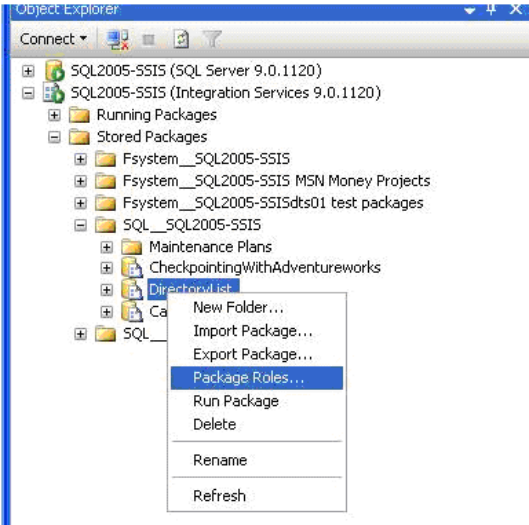 Object Explorer
Connect
SQL2005-SSIS (SQL Server 9.0.1120)
SQL2005-SSIS (Integration Services 9.0.1120)
Running Packages
Stored Packages
Fsystem__SQL2005-SSIS
Fsystem__SQL2005-SSIS MSN Money Projects
Fsystem__SQL2005-SSISdts01 test packages
SQL__SQL2005-SSIS
Maintenance Plans
CheckpointingWithAdventureworks
DirectoryList
Ca
SQL__
New Folder...
Import Package...
Export Package...
Package Roles...
Run Package
Delete
Rename
Refresh